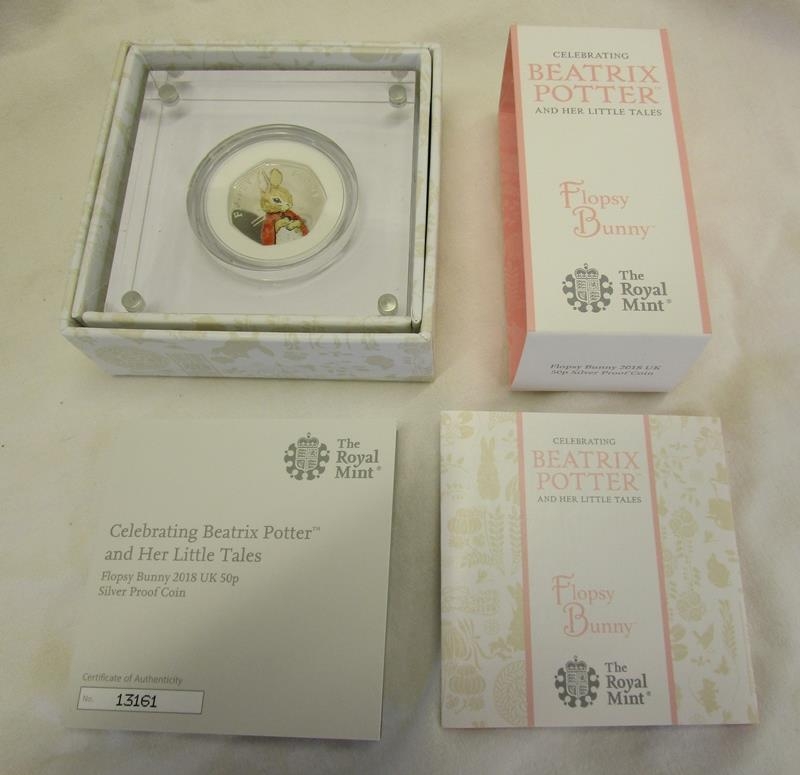 CELEBRATING
BEATRIX
POTTER™
AND HER LITTLE TALES
Flopsy
Bunny™
The
Royal
Mint®
Flopsy Bunny 2018 UK
50p Silver Proof Coin
The
Royal
Mint®
Celebrating Beatrix Potter™
and Her Little Tales
Flopsy Bunny 2018 UK 50p
Silver Proof Coin
Certificate of Authenticity
No. 13161
CELEBRATING
BEATRIX
POTTER™
AND HER LITTLE TALES
Flopsy
Bunny™
The
Royal
Mint®